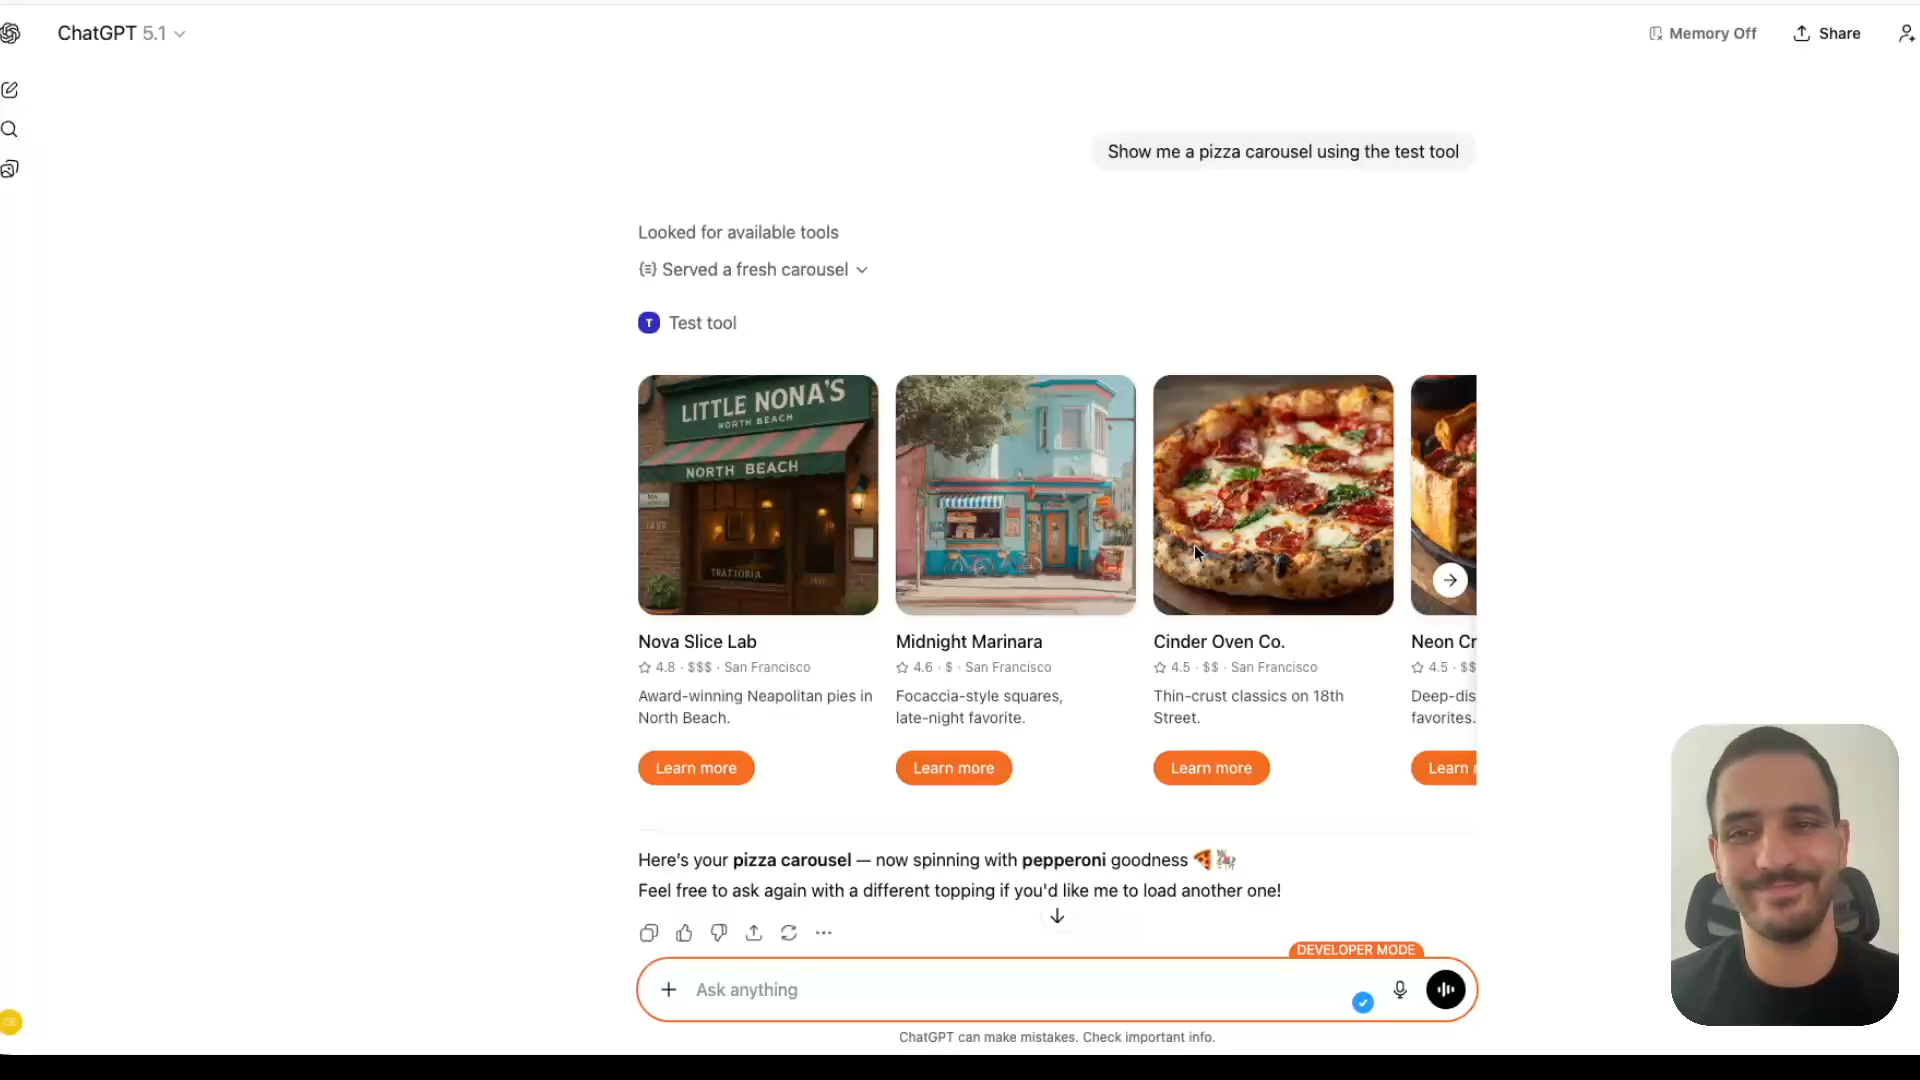 ChatGPT 5.1
Memory Off
Share
Show me a pizza carousel using the test tool
Looked for available tools
Served a fresh carousel
T Test tool
LITTLE NONA'S
NORTH BEACH
NORTH BEACH
TRATTORIA
Nova Slice Lab
4.8 · $$$ · San Francisco
Award-winning Neapolitan pies in
North Beach.
Learn more
Midnight Marinara
4.6 · $ · San Francisco
Focaccia-style squares,
late-night favorite.
Learn more
Cinder Oven Co.
4.5 · $$ · San Francisco
Thin-crust classics on 18th
Street.
Learn more
Neon Cr
4.5 · $$
Deep-dis
favorites.
Learn
Here's your pizza carousel — now spinning with pepperoni goodness 🍕🎠
Feel free to ask again with a different topping if you'd like me to load another one!
DEVELOPER MODE
Ask anything
ChatGPT can make mistakes. Check important info.